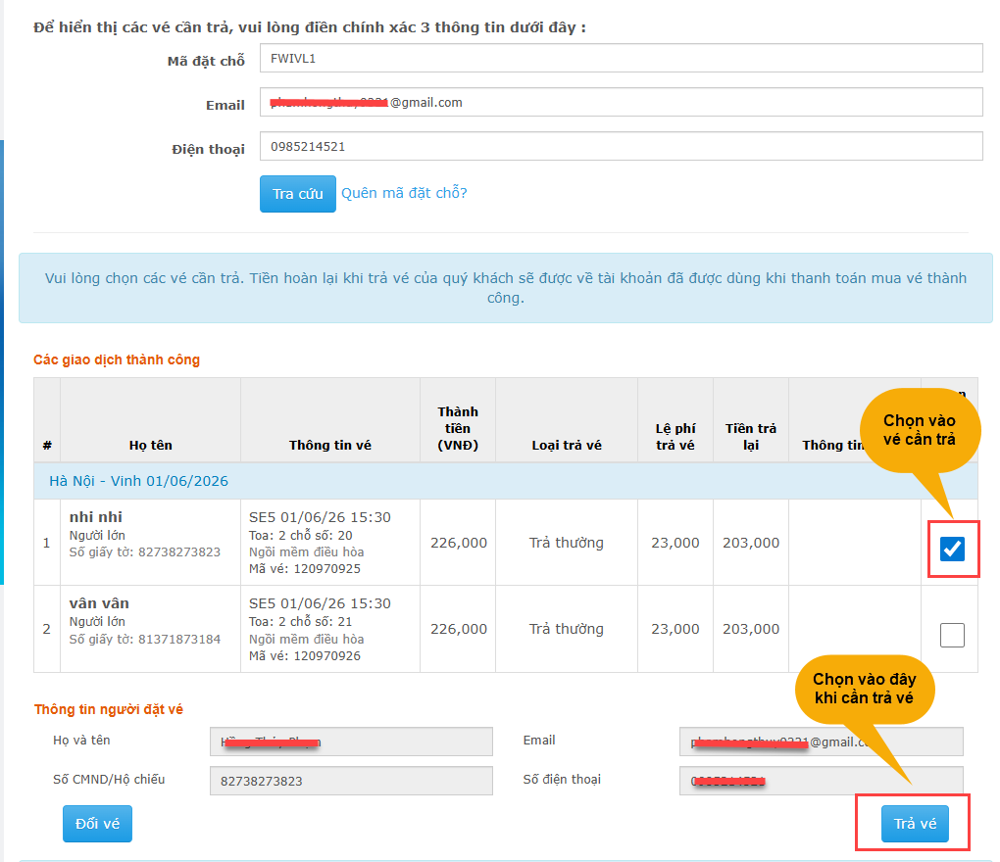 Để hiển thị các vé cần trả, vui lòng điền chính xác 3 thông tin dưới đây :
Mã đặt chỗ FWIVL1
Email @gmail.com
Điện thoại 0985214521
Tra cứu Quên mã đặt chỗ?
Vui lòng chọn các vé cần trả. Tiền hoàn lại khi trả vé của quý khách sẽ được về tài khoản đã được dùng khi thanh toán mua vé thành
công.
Các giao dịch thành công
# Họ tên Thông tin vé Thành tiền (VNĐ) Loại trả vé Lệ phí trả vé Tiền trả lại Thông tin
Chọn vào
vé cần trả
Hà Nội - Vinh 01/06/2026
1 nhi nhi SE5 01/06/26 15:30 226,000 Trả thường 23,000 203,000
Người lớn Toa: 2 chỗ số: 20
Số giấy tờ: 82738273823 Ngồi mềm điều hòa
Mã vé: 120970925
2 vân vân SE5 01/06/26 15:30 226,000 Trả thường 23,000 203,000
Người lớn Toa: 2 chỗ số: 21
Số giấy tờ: 81371873184 Ngồi mềm điều hòa
Mã vé: 120970926
Chọn vào đây
khi cần trả vé
Thông tin người đặt vé
Họ và tên Email
Số CMND/Hộ chiếu 82738273823 Số điện thoại
Đổi vé Trả vé